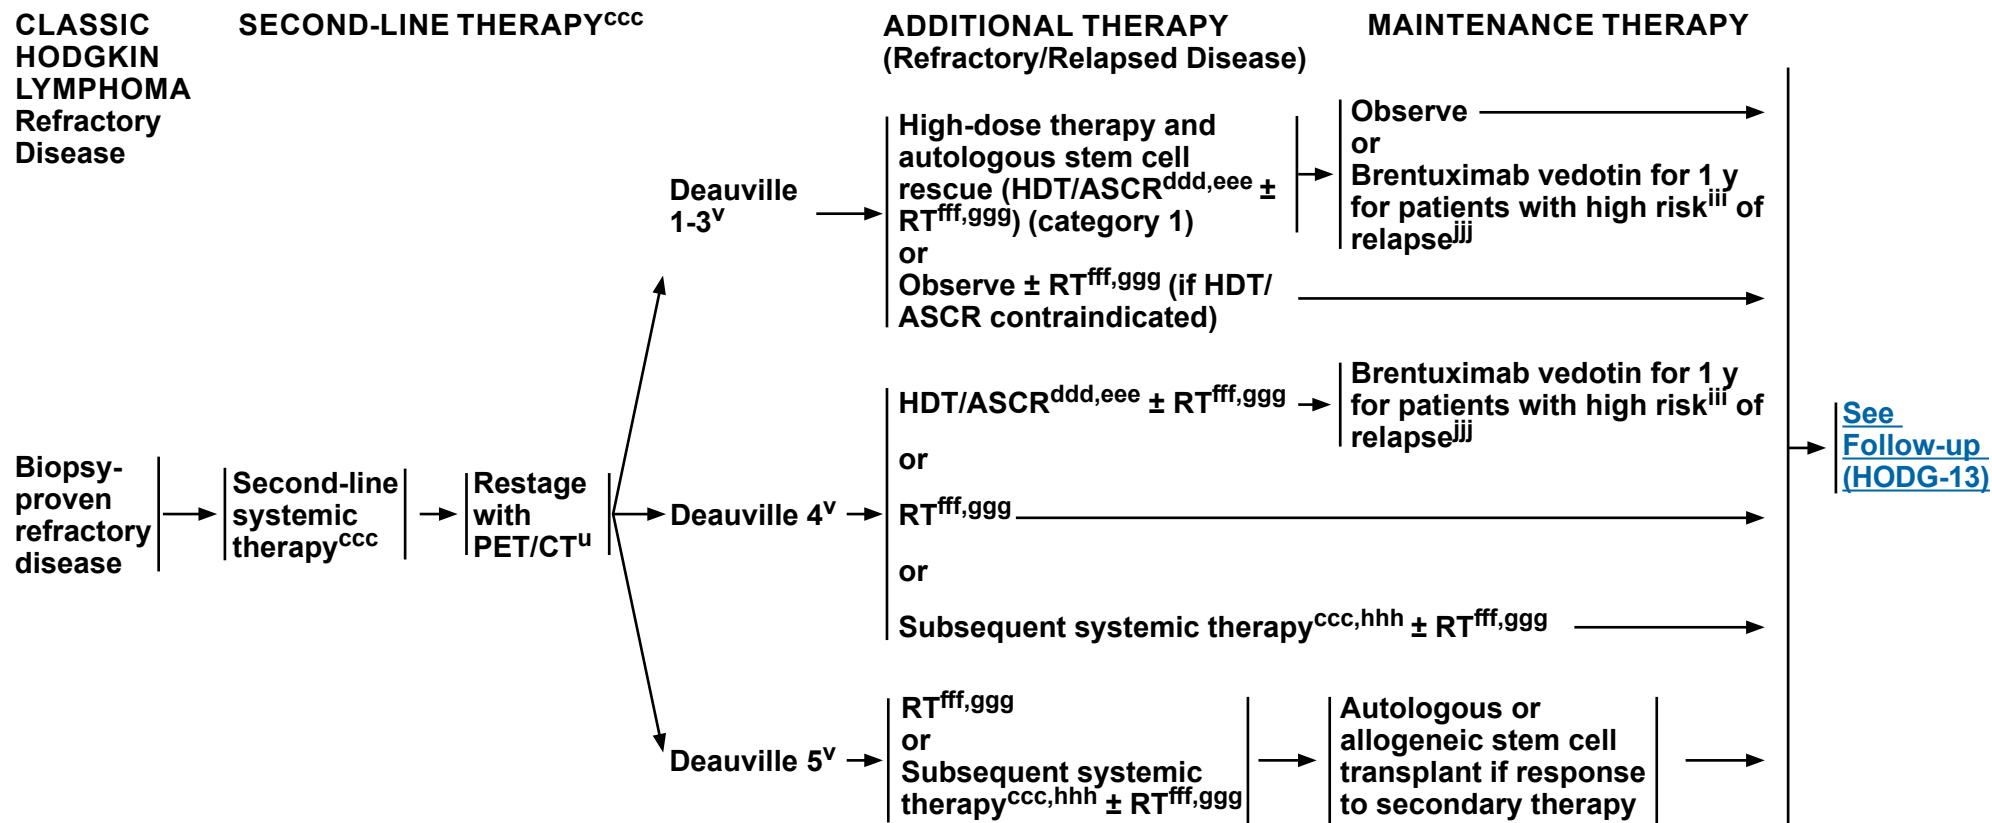 CLASSIC
HODGKIN
LYMPHOMA
Refractory
Disease
SECOND-LINE THERAPYccc
ADDITIONAL THERAPY
(Refractory/Relapsed Disease)
MAINTENANCE THERAPY
Biopsy-
proven
refractory
disease
Second-line
systemic
therapyccc
Restage
with
PET/CTu
Deauville
1-3v
High-dose therapy and
autologous stem cell
rescue (HDT/ASCRddd,eee ±
RTfff,ggg) (category 1)
or
Observe ± RTfff,ggg (if HDT/
ASCR contraindicated)
Observe
or
Brentuximab vedotin for 1 y
for patients with high riskiii of
relapsejjj
Deauville 4v
HDT/ASCRddd,eee ± RTfff,ggg
or
RTfff,ggg
or
Subsequent systemic therapyccc,hhh ± RTfff,ggg
Brentuximab vedotin for 1 y
for patients with high riskiii of
relapsejjj
Deauville 5v
RTfff,ggg
or
Subsequent systemic
therapyccc,hhh ± RTfff,ggg
Autologous or
allogeneic stem cell
transplant if response
to secondary therapy
See
Follow-up
(HODG-13)